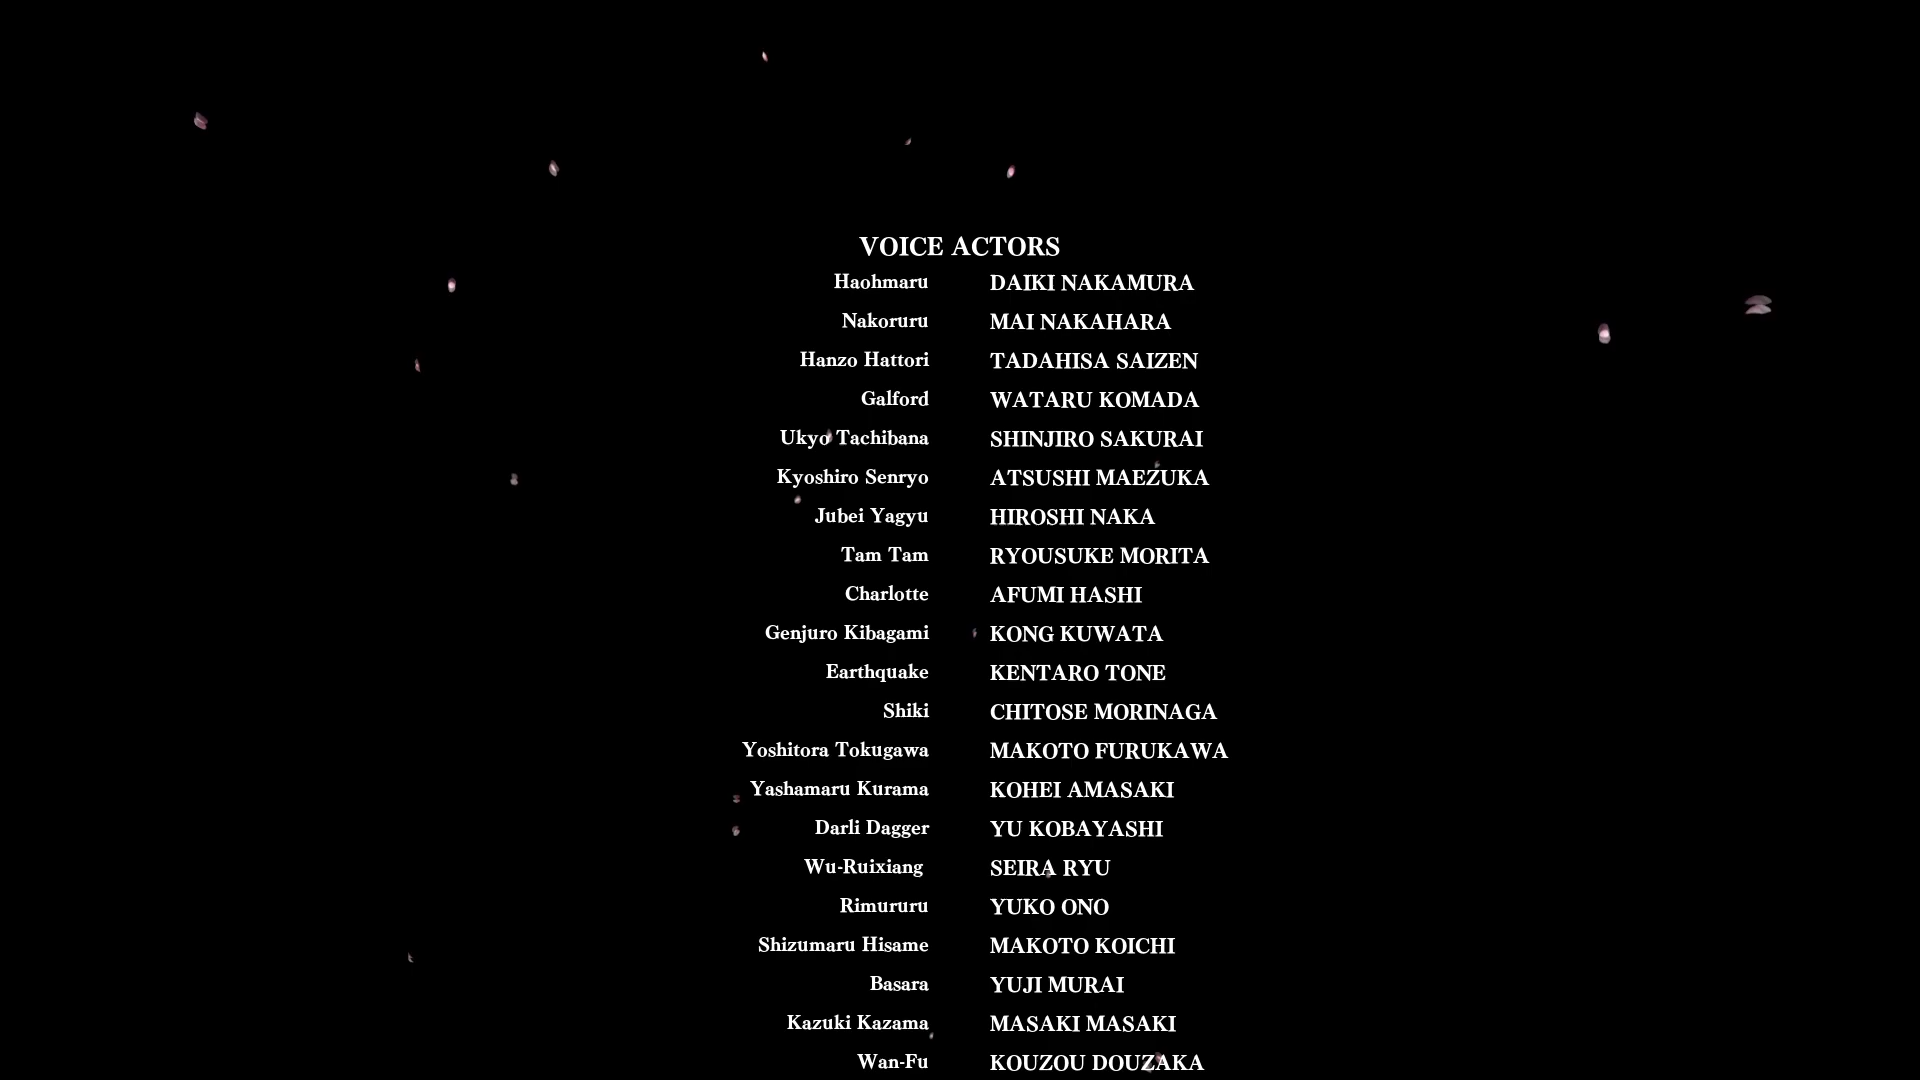 VOICE ACTORS
Haohmaru DAIKI NAKAMURA
Nakoruru MAI NAKAHARA
Hanzo Hattori TADAHISA SAIZEN
Galford WATARU KOMADA
Ukyo Tachibana SHINJIRO SAKURAI
Kyoshiro Senryo ATSUSHI MAEZUKA
Jubei Yagyu HIROSHI NAKA
Tam Tam RYOUSUKE MORITA
Charlotte AFUMI HASHI
Genjuro Kibagami KONG KUWATA
Earthquake KENTARO TONE
Shiki CHITOSE MORINAGA
Yoshitora Tokugawa MAKOTO FURUKAWA
Yashamaru Kurama KOHEI AMASAKI
Darli Dagger YU KOBAYASHI
Wu-Ruixiang SEIRA RYU
Rimururu YUKO ONO
Shizumaru Hisame MAKOTO KOICHI
Basara YUJI MURAI
Kazuki Kazama MASAKI MASAKI
Wan-Fu KOUZOU DOUZAKA